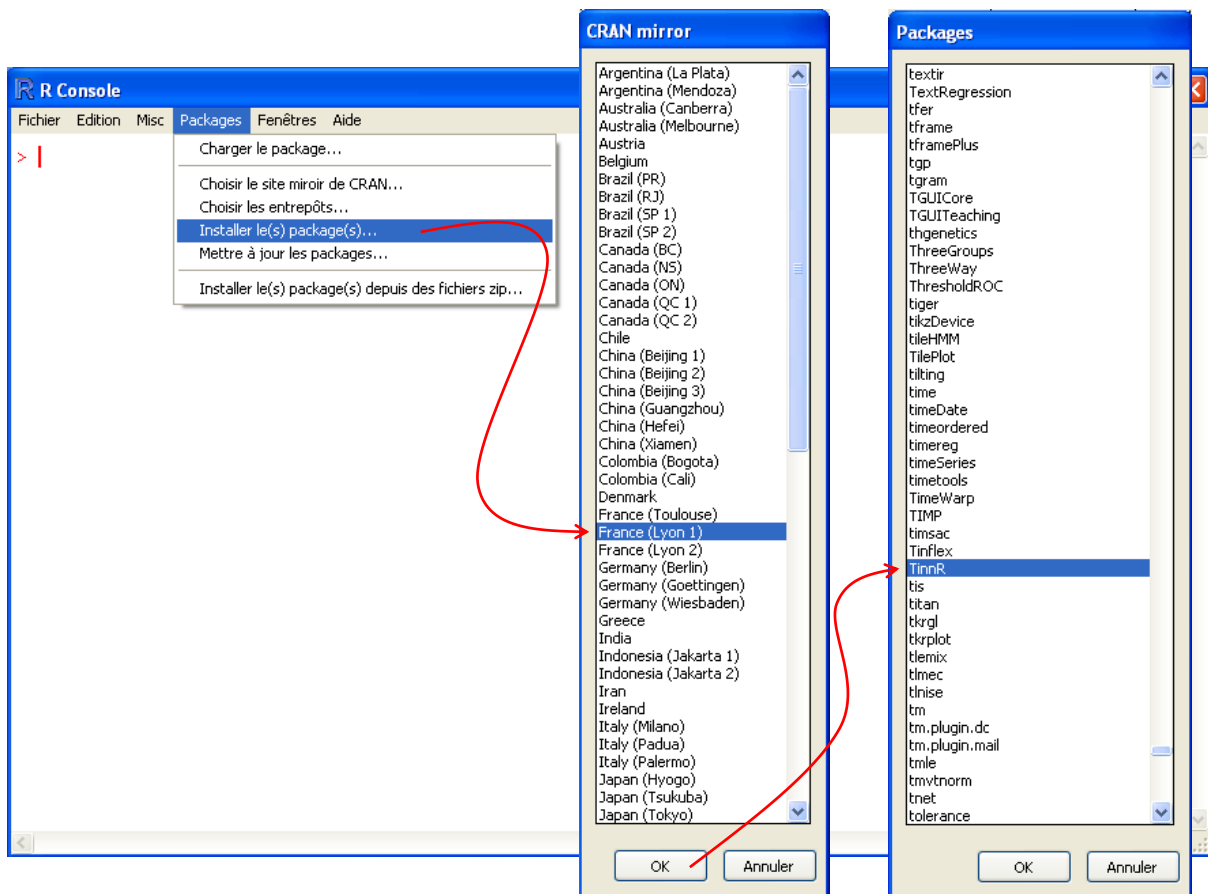 R Console
Fichier Edition Misc Packages Fenêtres Aide
>
Charger le package...
Choisir le site miroir de CRAN...
Choisir les entrepôts...
Installer le(s) package(s)...
Mettre à jour les packages...
Installer le(s) package(s) depuis des fichiers zip...
CRAN mirror
Argentina (La Plata)
Argentina (Mendoza)
Australia (Canberra)
Australia (Melbourne)
Austria
Belgium
Brazil (PR)
Brazil (RJ)
Brazil (SP 1)
Brazil (SP 2)
Canada (BC)
Canada (NS)
Canada (ON)
Canada (QC 1)
Canada (QC 2)
Chile
China (Beijing 1)
China (Beijing 2)
China (Beijing 3)
China (Guangzhou)
China (Hefei)
China (Xiamen)
Colombia (Bogota)
Colombia (Cali)
Denmark
France (Toulouse)
France (Lyon 1)
France (Lyon 2)
Germany (Berlin)
Germany (Goettingen)
Germany (Wiesbaden)
Greece
India
Indonesia (Jakarta 1)
Indonesia (Jakarta 2)
Iran
Ireland
Italy (Milano)
Italy (Padua)
Italy (Palermo)
Japan (Hyogo)
Japan (Tsukuba)
Japan (Tokyo)
OK Annuler
Packages
textir
TextRegression
tfer
tframe
tframePlus
tgp
tgram
TGUICore
TGUITeaching
thgenetics
ThreeGroups
ThreeWay
ThresholdROC
tiger
tikzDevice
tileHMM
TilePlot
tilting
time
timeDate
timeordered
timereg
timeSeries
timetools
TimeWarp
TIMP
timsac
Tinflex
TinnR
tis
titan
tkrgl
tkrplot
tlemix
tlmec
tlnise
tm
tm.plugin.dc
tm.plugin.mail
tmle
tmvtnorm
tnet
tolerance
OK Annuler